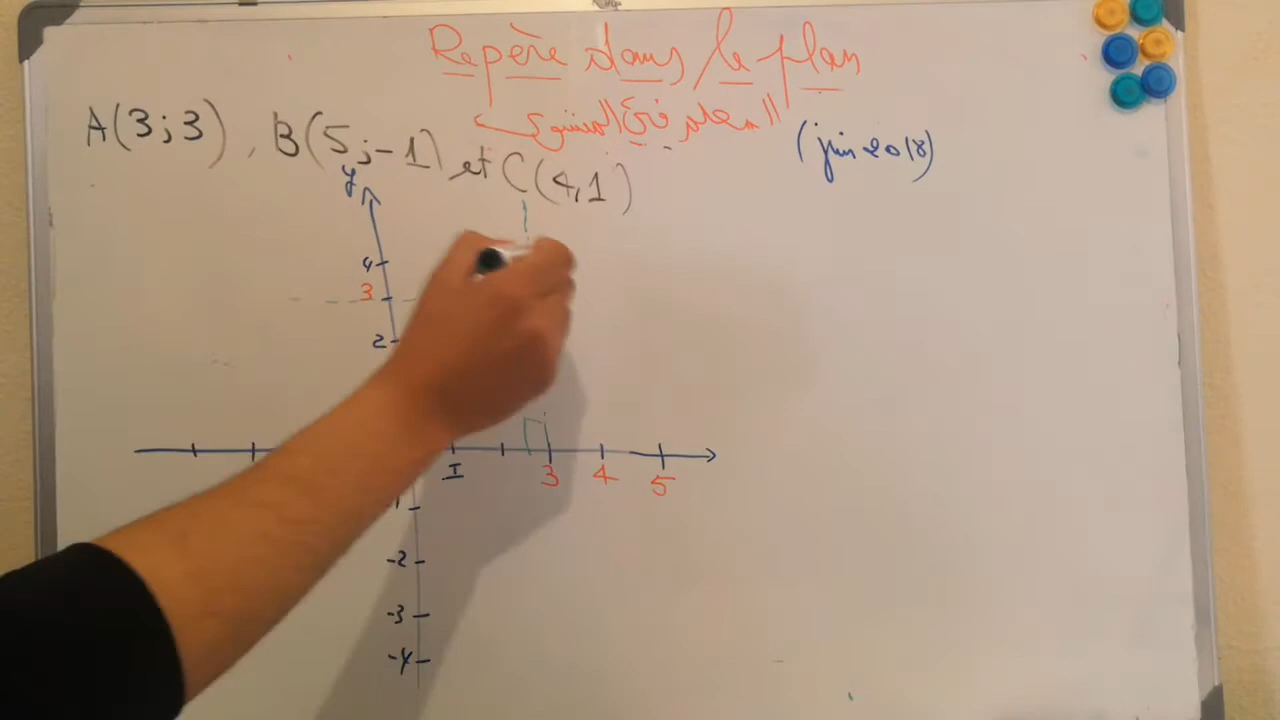 Repère dans le plan
المعلم في المستوى
A(3;3), B(5;-1) et C(4,1)
(juin 2018)
y
4
3
2
I 3 4 5
-2
-3
-4